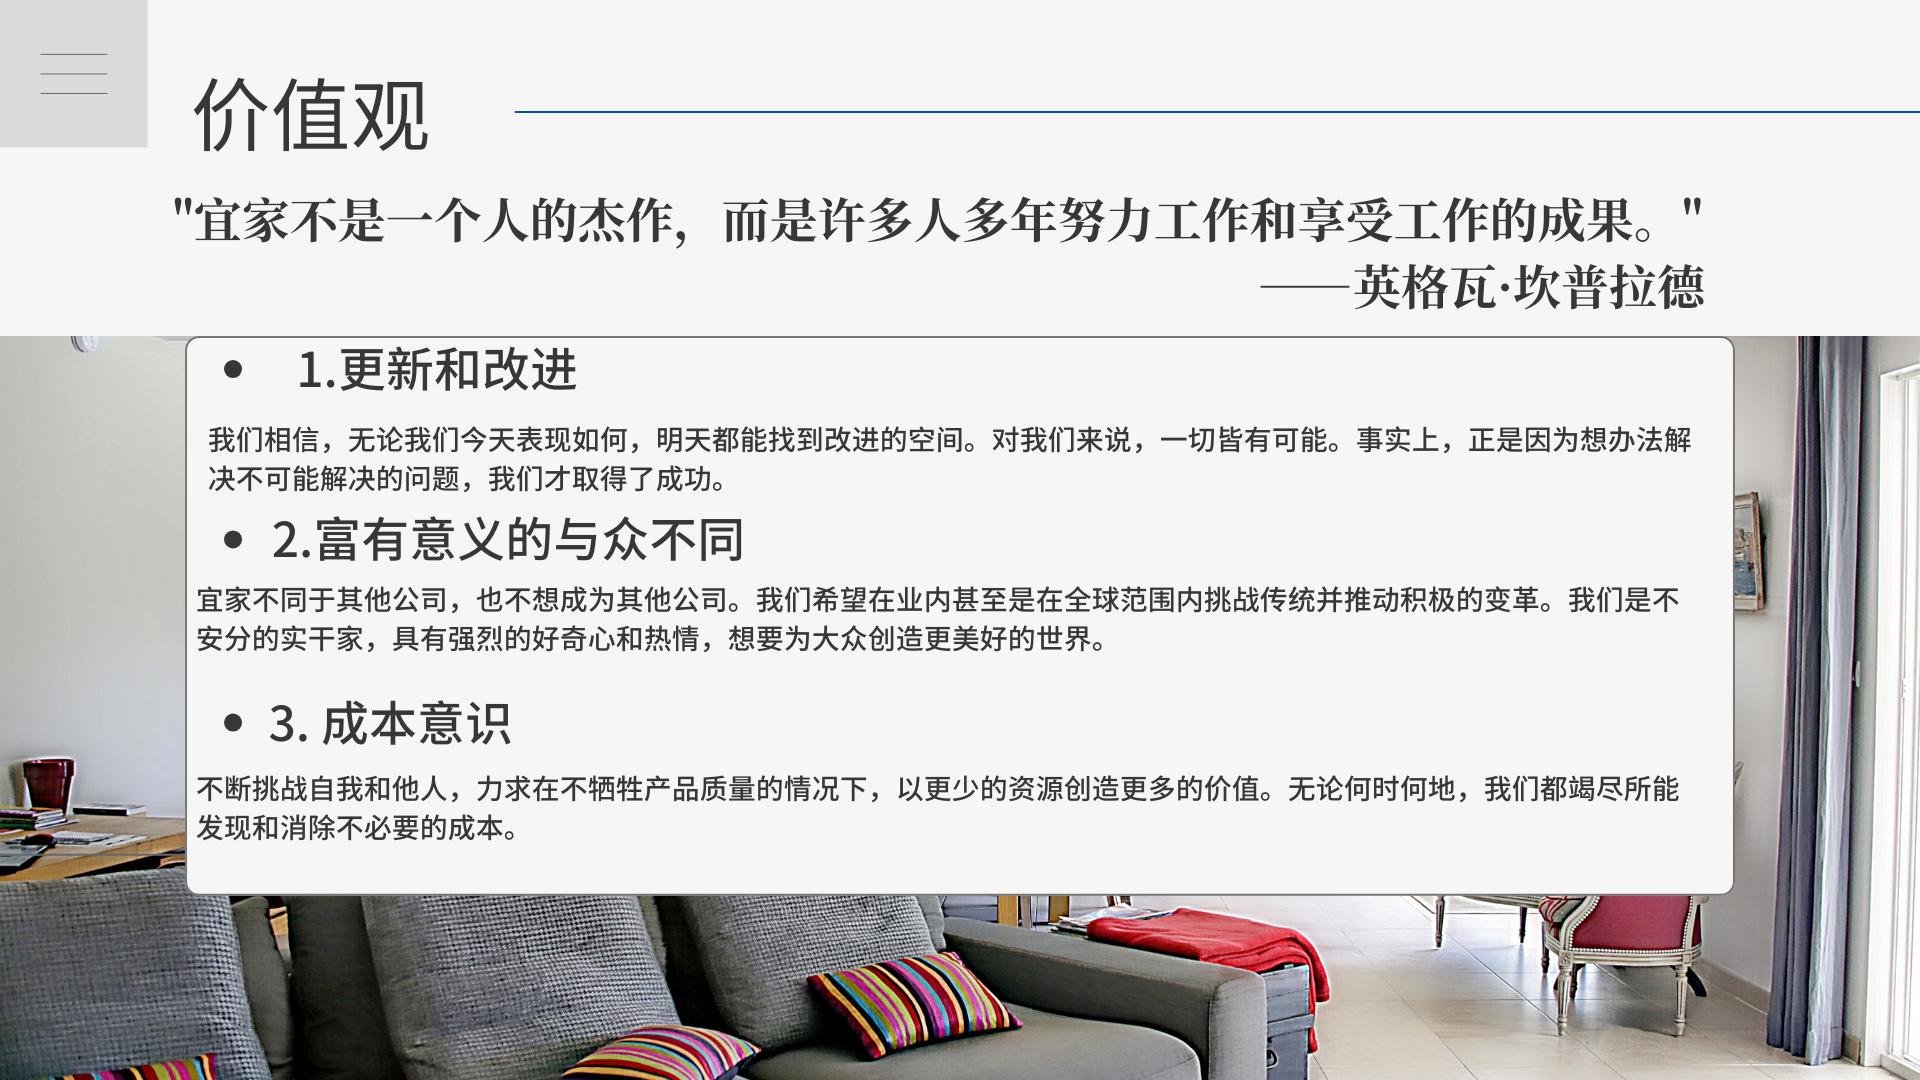 价值观
"宜家不是一个人的杰作，而是许多人多年努力工作和享受工作的成果。"
——英格瓦·坎普拉德
• 1.更新和改进
我们相信，无论我们今天表现如何，明天都能找到改进的空间。对我们来说，一切皆有可能。事实上，正是因为想办法解
决不可能解决的问题，我们才取得了成功。
• 2.富有意义的与众不同
宜家不同于其他公司，也不想成为其他公司。我们希望在业内甚至是在全球范围内挑战传统并推动积极的变革。我们是不
安分的实干家，具有强烈的好奇心和热情，想要为大众创造更美好的世界。
• 3. 成本意识
不断挑战自我和他人，力求在不牺牲产品质量的情况下，以更少的资源创造更多的价值。无论何时何地，我们都竭尽所能
发现和消除不必要的成本。